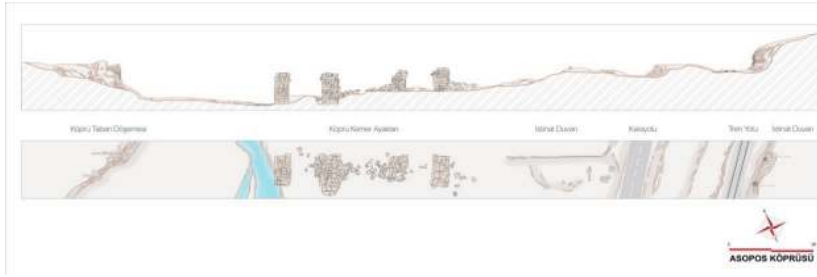 Köprü Taban Döşemesi
Köprü Kemer Ayakları
İstinat Duvarı
Karayolu
Tren Yolu
İstinat Duvarı
ASOPOS KÖPRÜSÜ